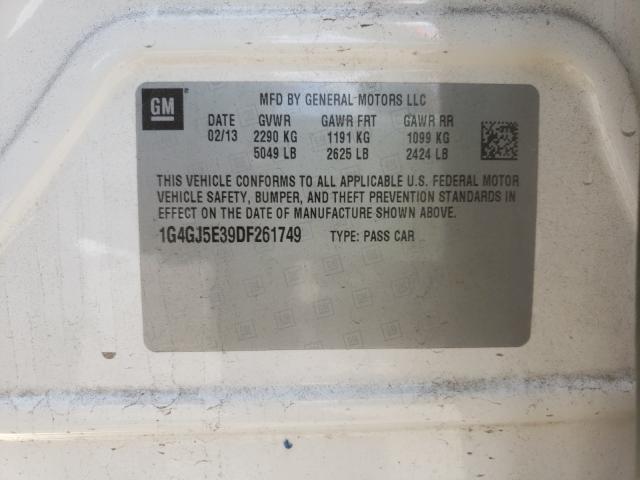 GM
MFD BY GENERAL MOTORS LLC
DATE GVWR GAWR FRT GAWR RR
02/13 2290 KG 1191 KG 1099 KG
5049 LB 2625 LB 2424 LB
THIS VEHICLE CONFORMS TO ALL APPLICABLE U.S. FEDERAL MOTOR
VEHICLE SAFETY, BUMPER, AND THEFT PREVENTION STANDARDS IN
EFFECT ON THE DATE OF MANUFACTURE SHOWN ABOVE.
1G4GJ5E39DF261749 TYPE: PASS CAR